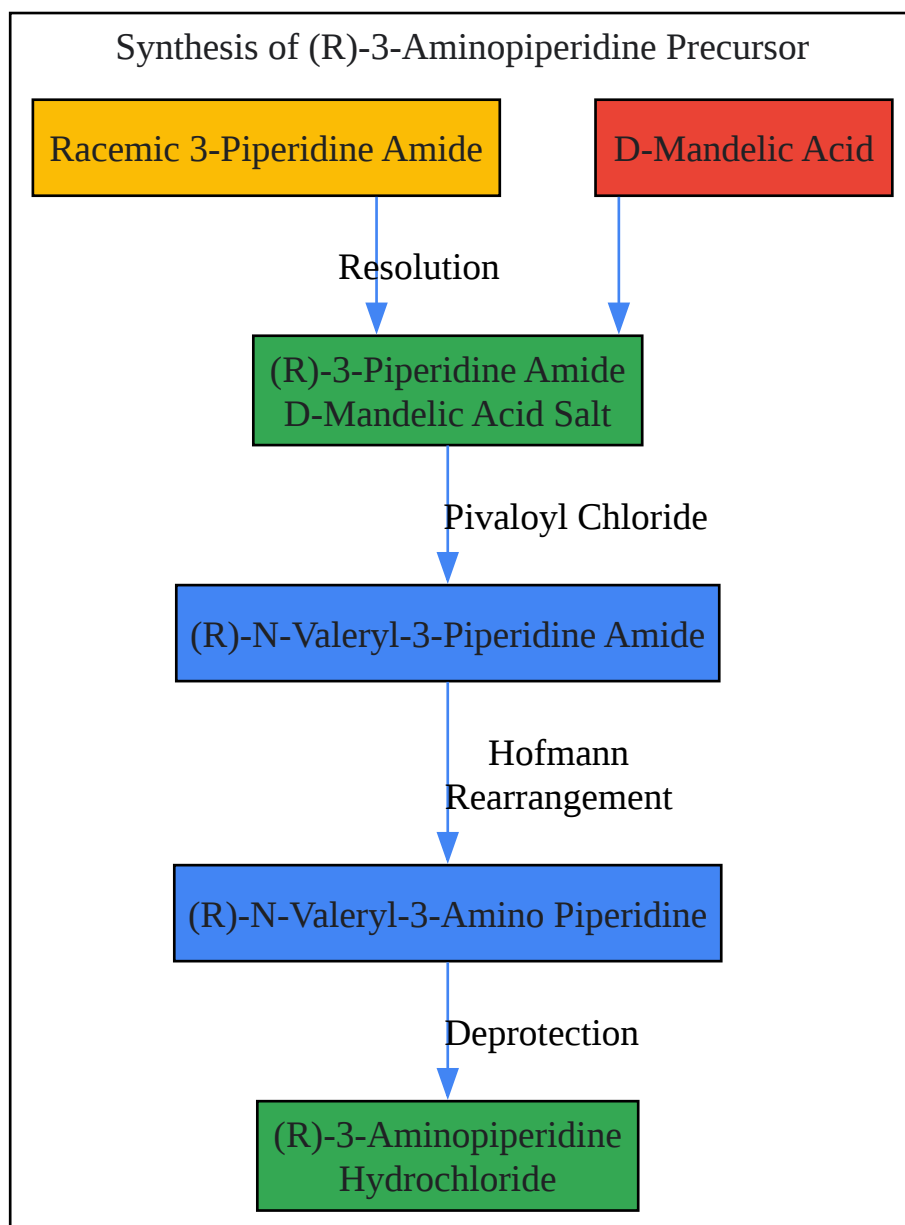 Synthesis of (R)-3-Aminopiperidine Precursor
Racemic 3-Piperidine Amide
D-Mandelic Acid
Resolution
(R)-3-Piperidine Amide
D-Mandelic Acid Salt
Pivaloyl Chloride
(R)-N-Valeryl-3-Piperidine Amide
Hofmann
Rearrangement
(R)-N-Valeryl-3-Amino Piperidine
Deprotection
(R)-3-Aminopiperidine
Hydrochloride